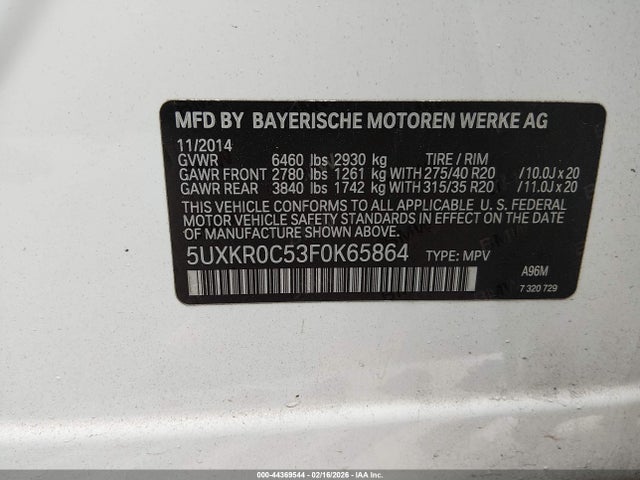 MFD BY BAYERISCHE MOTOREN WERKE AG
11/2014
GVWR 6460 lbs 2930 kg TIRE / RIM
GAWR FRONT 2780 lbs 1261 kg WITH 275/40 R20 /10.0J x 20
GAWR REAR 3840 lbs 1742 kg WITH 315/35 R20 /11.0J x 20
THIS VEHICLE CONFORMS TO ALL APPLICABLE U. S. FEDERAL
MOTOR VEHICLE SAFETY STANDARDS IN EFFECT ON THE DATE
OF MANUFACTURE SHOWN ABOVE.
5UXKR0C53F0K65864 TYPE: MPV
A96M
7 320 729
000-44369544 - 02/16/2026 - IAA Inc.